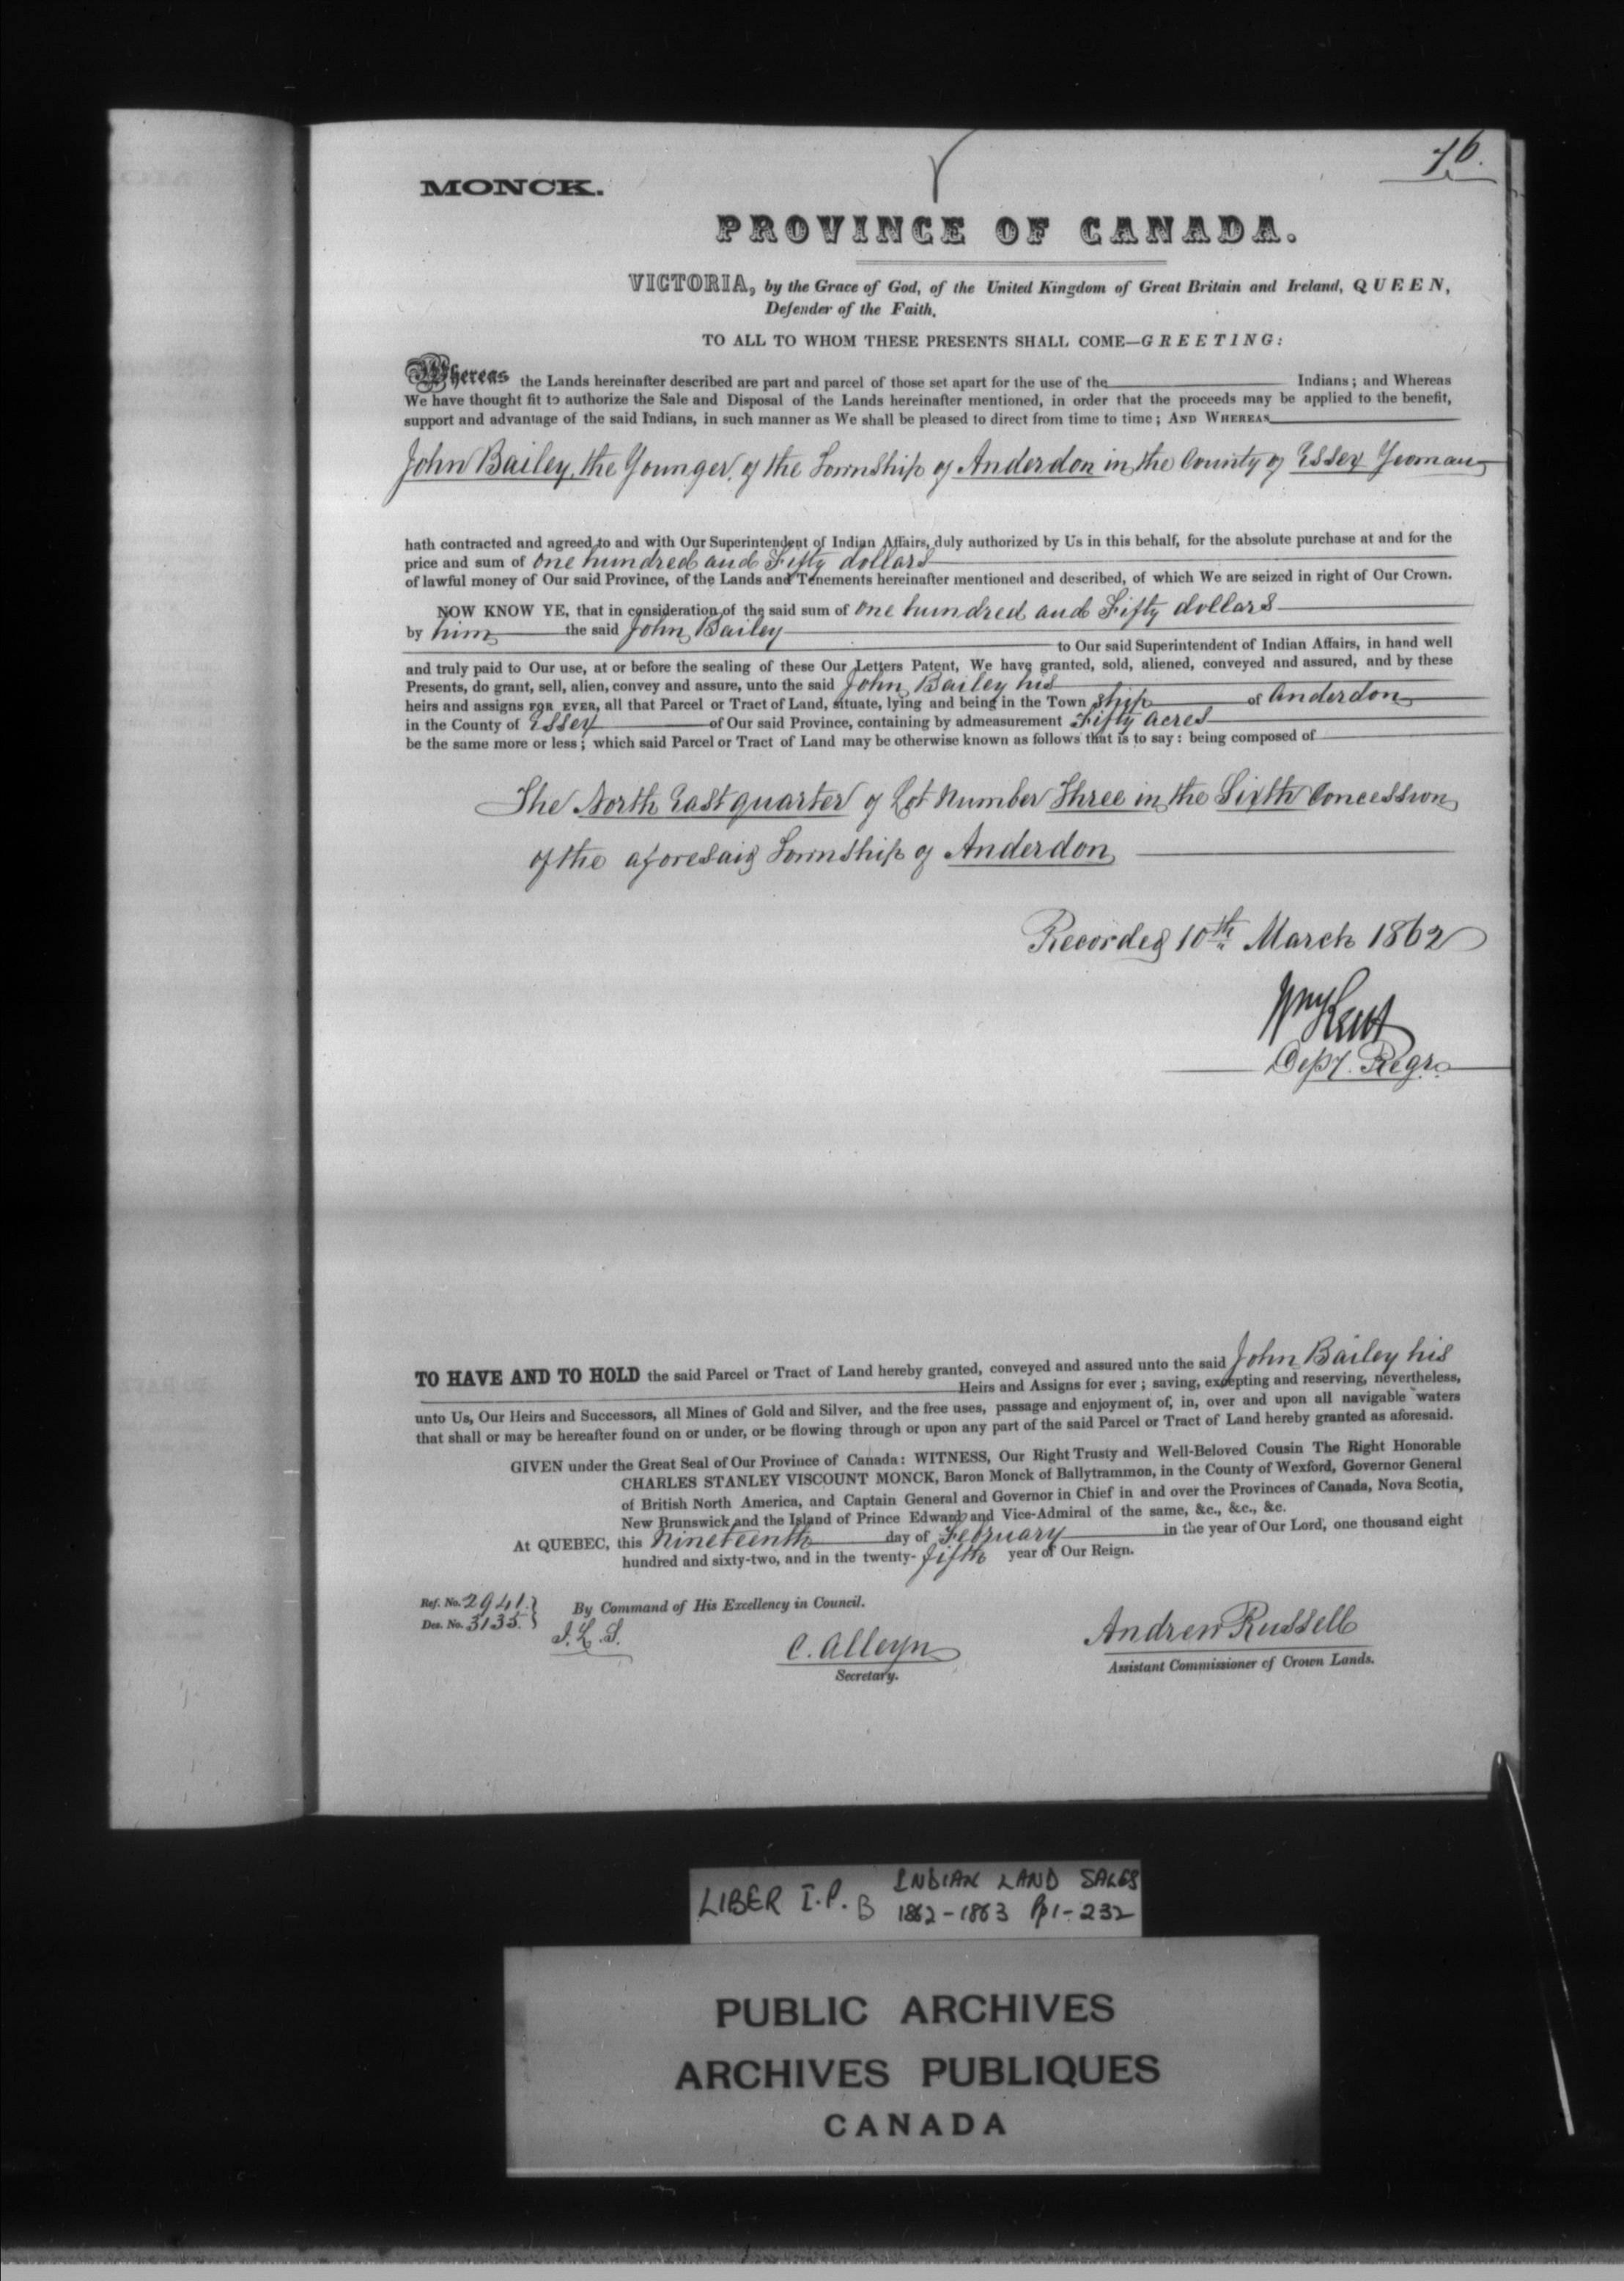 76.
MONCK.
PROVINCE OF CANADA.
VICTORIA, by the Grace of God, of the United Kingdom of Great Britain and Ireland, QUEEN,
Defender of the Faith.
TO ALL TO WHOM THESE PRESENTS SHALL COME—GREETING:
Whereas the Lands hereinafter described are part and parcel of those set apart for the use of the Indians; and Whereas
We have thought fit to authorize the Sale and Disposal of the Lands hereinafter mentioned, in order that the proceeds may be applied to the benefit,
support and advantage of the said Indians, in such manner as We shall be pleased to direct from time to time; AND WHEREAS
John Bailey, the Younger, of the Township of Anderdon in the County of Essex Yeoman
hath contracted and agreed to and with Our Superintendent of Indian Affairs, duly authorized by Us in this behalf, for the absolute purchase at and for the
price and sum of one hundred and Fifty dollars
of lawful money of Our said Province, of the Lands and Tenements hereinafter mentioned and described, of which We are seized in right of Our Crown.
NOW KNOW YE, that in consideration of the said sum of one hundred and Fifty dollars
by him the said John Bailey
to Our said Superintendent of Indian Affairs, in hand well
and truly paid to Our use, at or before the sealing of these Our Letters Patent, We have granted, sold, aliened, conveyed and assured, and by these
Presents, do grant, sell, alien, convey and assure, unto the said John Bailey his
heirs and assigns FOR EVER, all that Parcel or Tract of Land, situate, lying and being in the Town ship of Anderdon
in the County of Essex of Our said Province, containing by admeasurement Fifty acres
be the same more or less; which said Parcel or Tract of Land may be otherwise known as follows that is to say: being composed of
The North East quarter of Lot Number Three in the Sixth Concession
of the aforesaid Township of Anderdon
Recorded 10th March 1862
Wm Kent
Depy. Regr.
TO HAVE AND TO HOLD the said Parcel or Tract of Land hereby granted, conveyed and assured unto the said John Bailey his
Heirs and Assigns for ever; saving, excepting and reserving, nevertheless,
unto Us, Our Heirs and Successors, all Mines of Gold and Silver, and the free uses, passage and enjoyment of, in, over and upon all navigable waters
that shall or may be hereafter found on or under, or be flowing through or upon any part of the said Parcel or Tract of Land hereby granted as aforesaid.
GIVEN under the Great Seal of Our Province of Canada: WITNESS, Our Right Trusty and Well-Beloved Cousin The Right Honorable
CHARLES STANLEY VISCOUNT MONCK, Baron Monck of Ballytrammon, in the County of Wexford, Governor General
of British North America, and Captain General and Governor in Chief in and over the Provinces of Canada, Nova Scotia,
New Brunswick and the Island of Prince Edward and Vice-Admiral of the same, &c., &c., &c.
At QUEBEC, this Nineteenth day of February in the year of Our Lord, one thousand eight
hundred and sixty-two, and in the twenty-fifth year of Our Reign.
Ref. No. 2941.
Des. No. 3135.
By Command of His Excellency in Council.
C. Alleyn
Secretary.
Andrew Russell
Assistant Commissioner of Crown Lands.
LIBER I.P. B INDIAN LAND SALES
1862-1863 Pp 1-232
PUBLIC ARCHIVES
ARCHIVES PUBLIQUES
CANADA